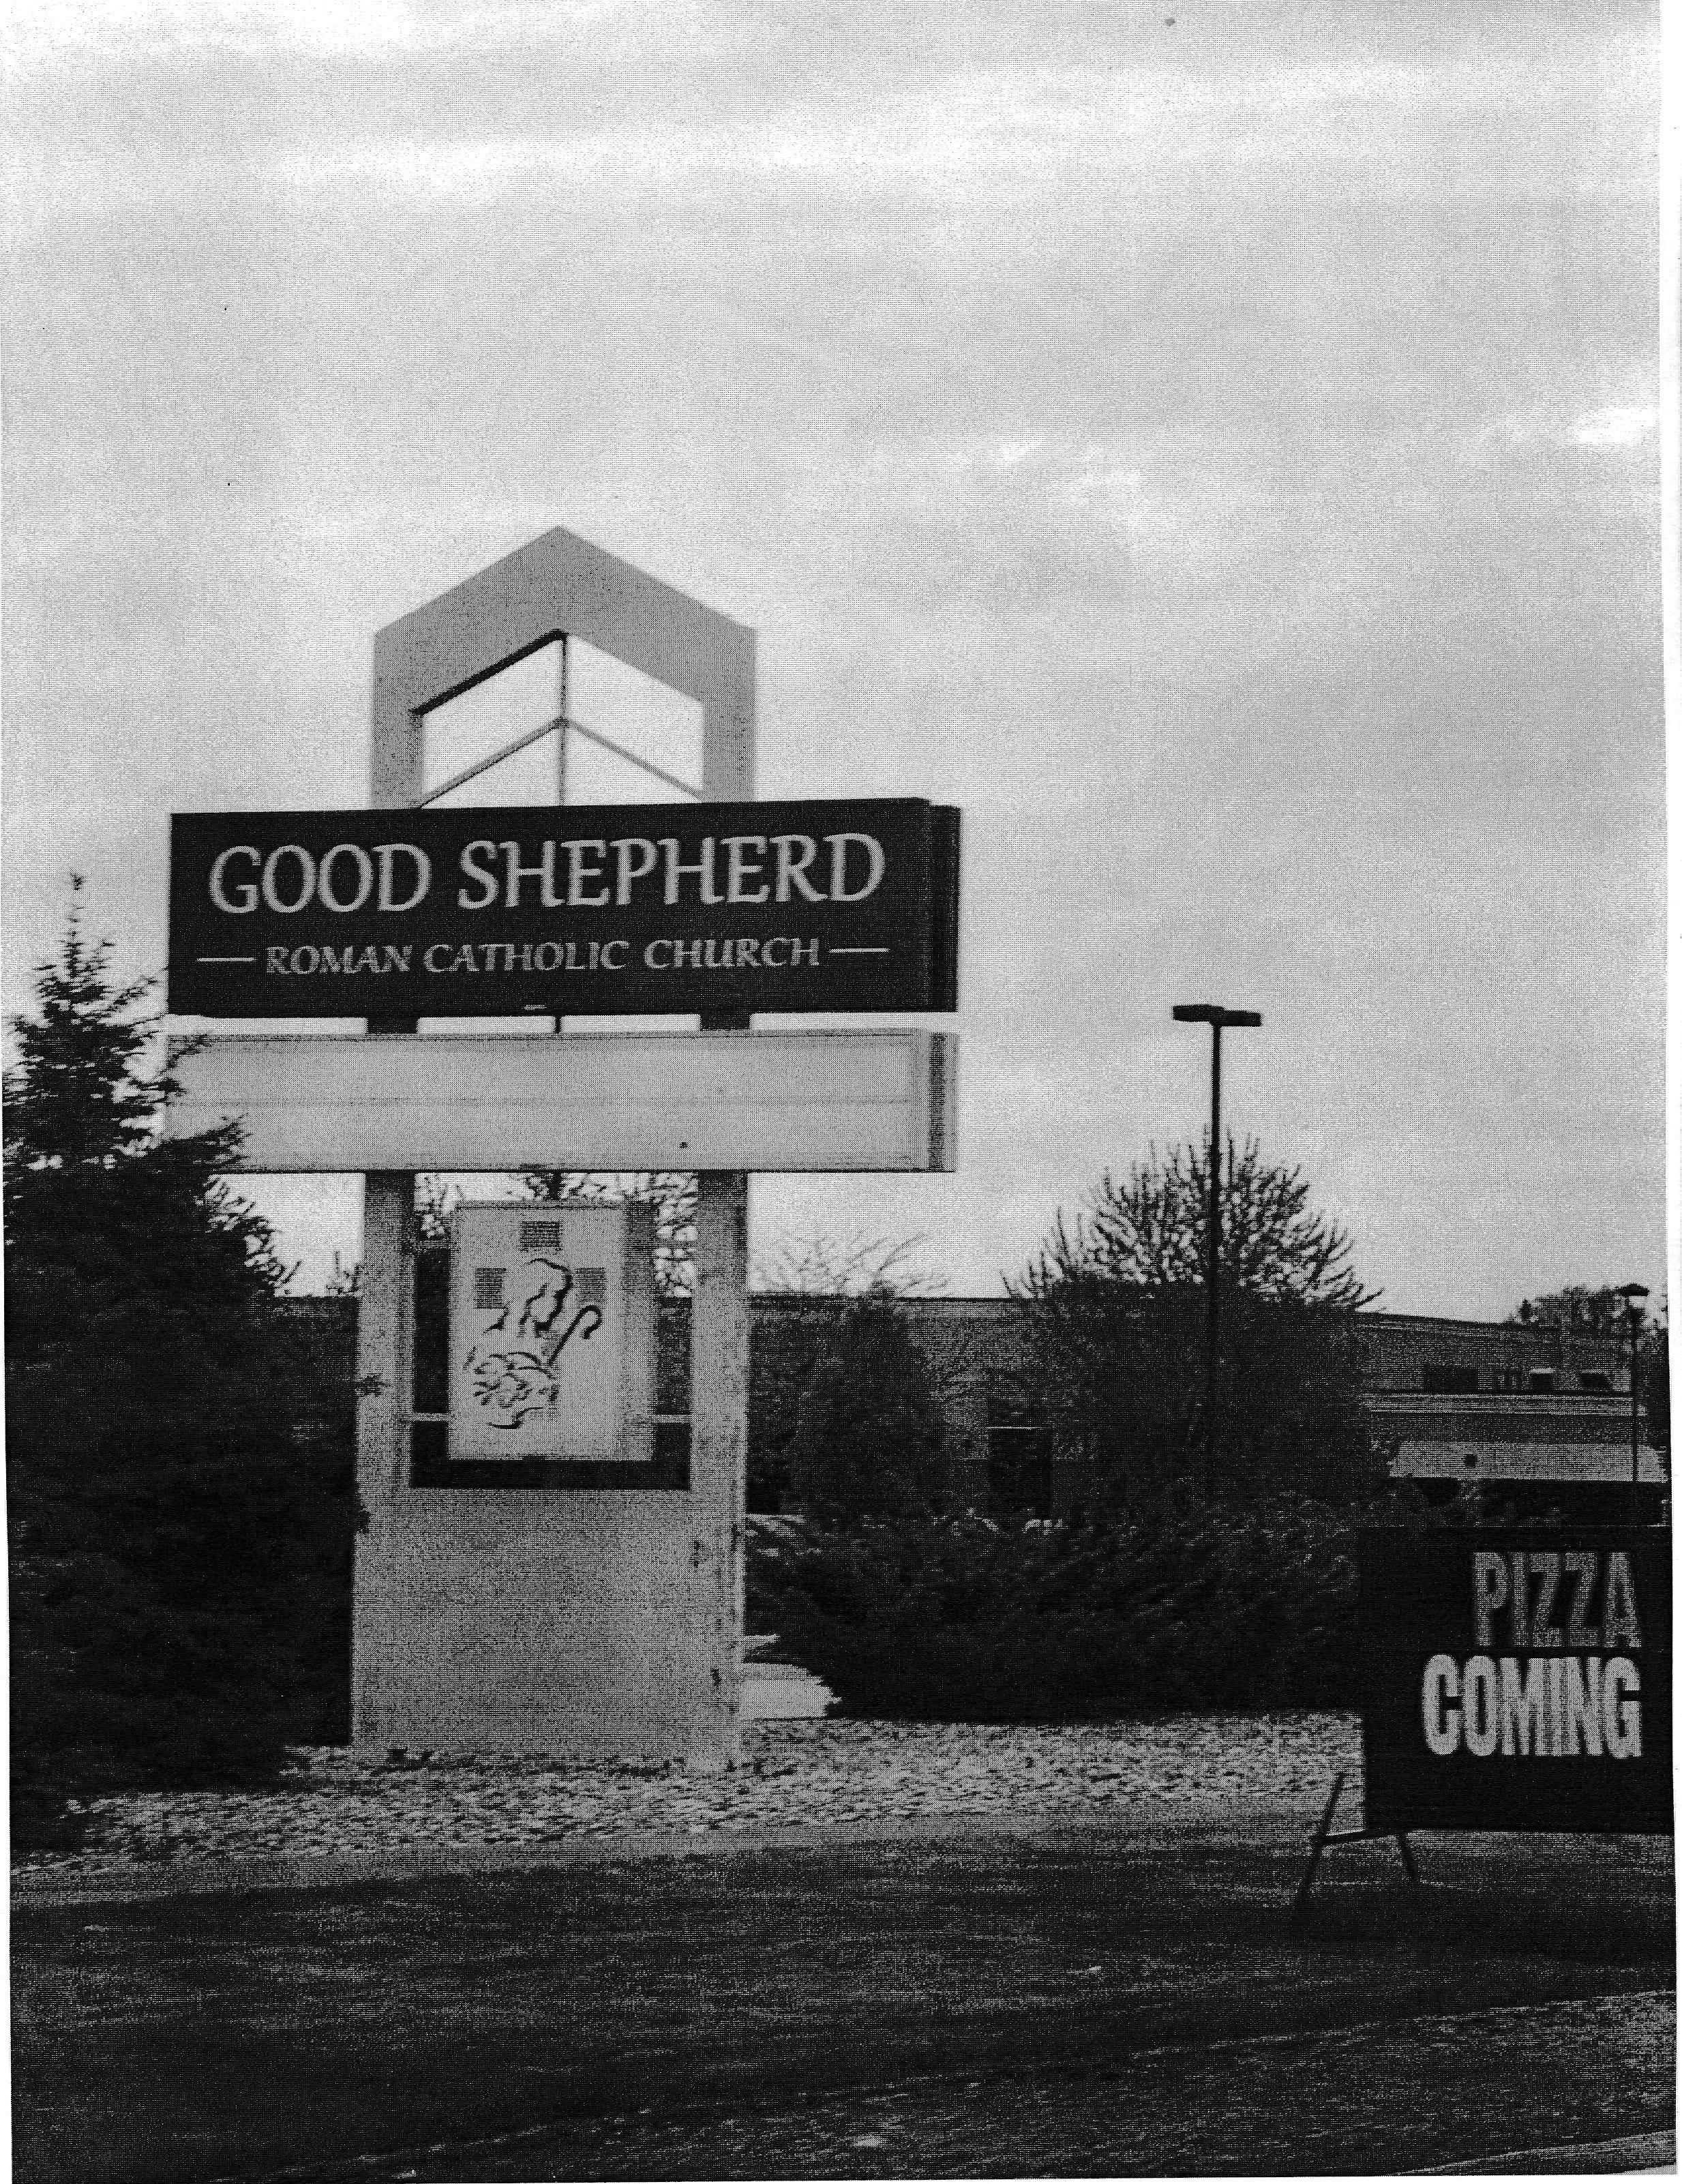 GOOD SHEPHERD
ROMAN CATHOLIC CHURCH
PIZZA
COMING